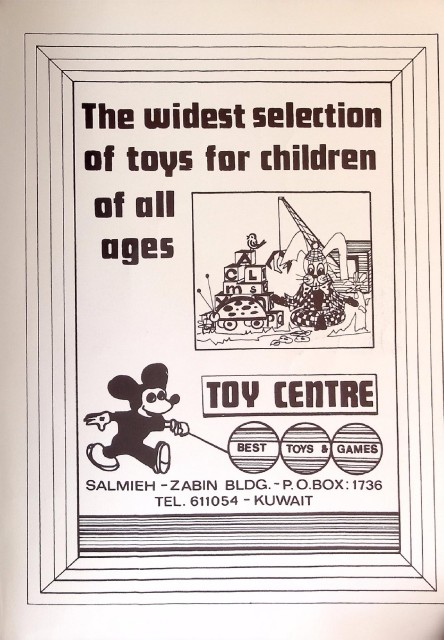 The widest selection
of toys for children
of all
ages
A
C L
m s
TOY CENTRE
BEST TOYS & GAMES
SALMIEH - ZABIN BLDG. - P.O.BOX: 1736
TEL. 611054 - KUWAIT